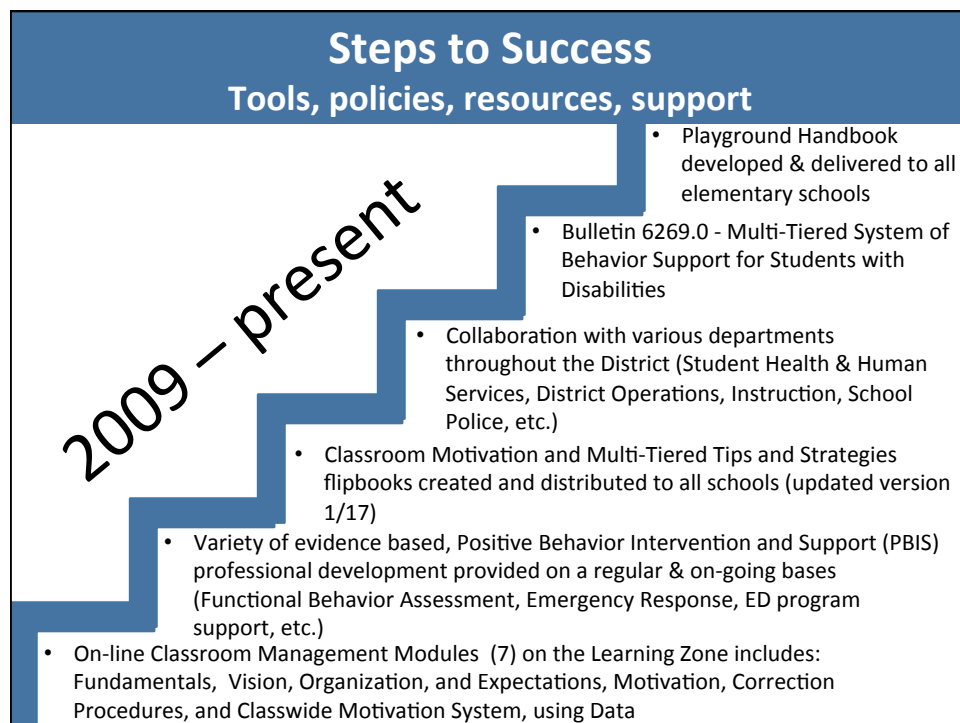 Steps to Success
Tools, policies, resources, support
2009 – present
• Playground Handbook
developed & delivered to all
elementary schools
• Bulletin 6269.0 - Multi-Tiered System of
Behavior Support for Students with
Disabilities
• Collaboration with various departments
throughout the District (Student Health & Human
Services, District Operations, Instruction, School
Police, etc.)
• Classroom Motivation and Multi-Tiered Tips and Strategies
flipbooks created and distributed to all schools (updated version
1/17)
• Variety of evidence based, Positive Behavior Intervention and Support (PBIS)
professional development provided on a regular & on-going bases
(Functional Behavior Assessment, Emergency Response, ED program
support, etc.)
• On-line Classroom Management Modules (7) on the Learning Zone includes:
Fundamentals, Vision, Organization, and Expectations, Motivation, Correction
Procedures, and Classwide Motivation System, using Data